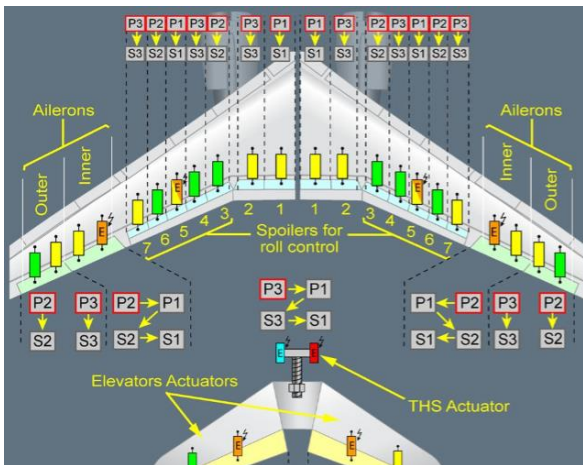 P3 P2 P1 P3 P2 P3 P1 P1 P3 P2 P3 P1 P2 P3
S3 S2 S1 S3 S2 S3 S1 S1 S3 S2 S3 S1 S2 S3
Ailerons
Ailerons
Outer
Inner
Inner
Outer
E
E
E
E
7 6 5 4 3 2 1 1 2 3 4 5 6 7
Spoilers for
roll control
P2 P3 P2 P1
S2 S3 S2 S1
P3 P1
S3 S1
P1 P2 P3 P2
S1 S2 S3 S2
E E
Elevators Actuators
THS Actuator
E
E